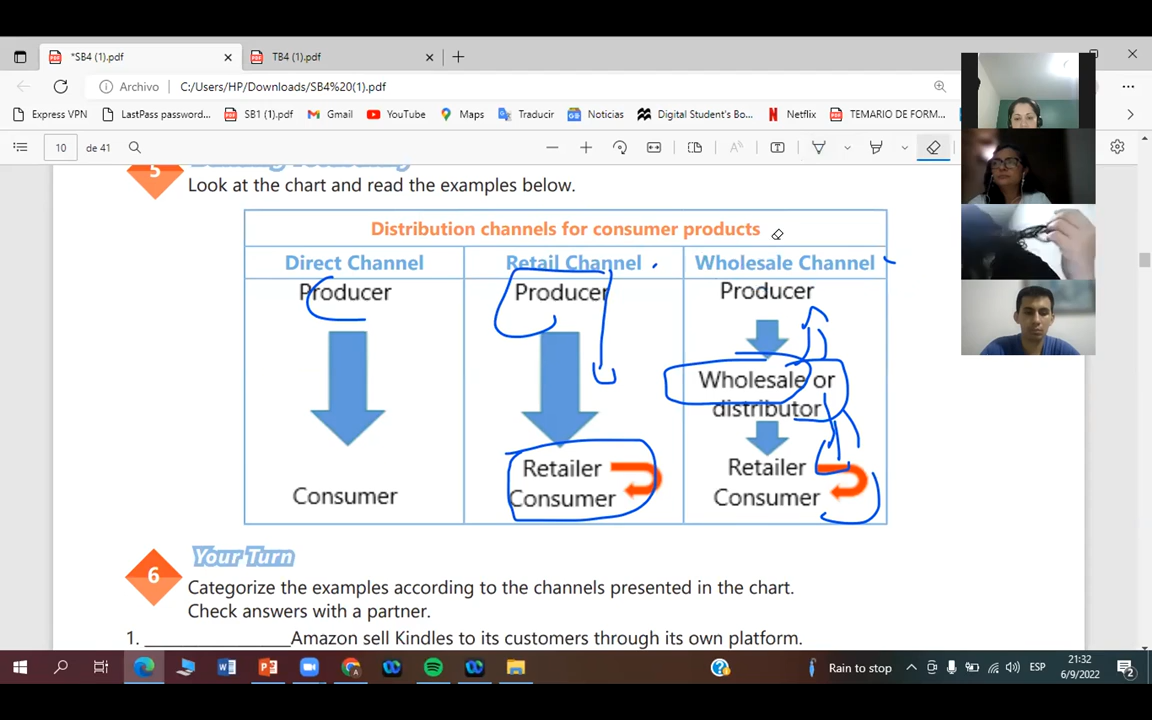 *SB4 (1).pdf
TB4 (1).pdf
Archivo
C:/Users/HP/Downloads/SB4%20(1).pdf
Express VPN
LastPass password...
SB1 (1).pdf
Gmail
YouTube
Maps
Traducir
Noticias
Digital Student's Bo...
Netflix
TEMARIO DE FORM...
10
de 41
5
Look at the chart and read the examples below.
Distribution channels for consumer products
Direct Channel
Retail Channel
Wholesale Channel
Producer
Producer
Producer
Wholesale or
distributor
Retailer
Retailer
Consumer
Consumer
Consumer
6
Your Turn
Categorize the examples according to the channels presented in the chart.
Check answers with a partner.
1. ________________Amazon sell Kindles to its customers through its own platform.
Rain to stop
ESP
21:32
6/9/2022
2